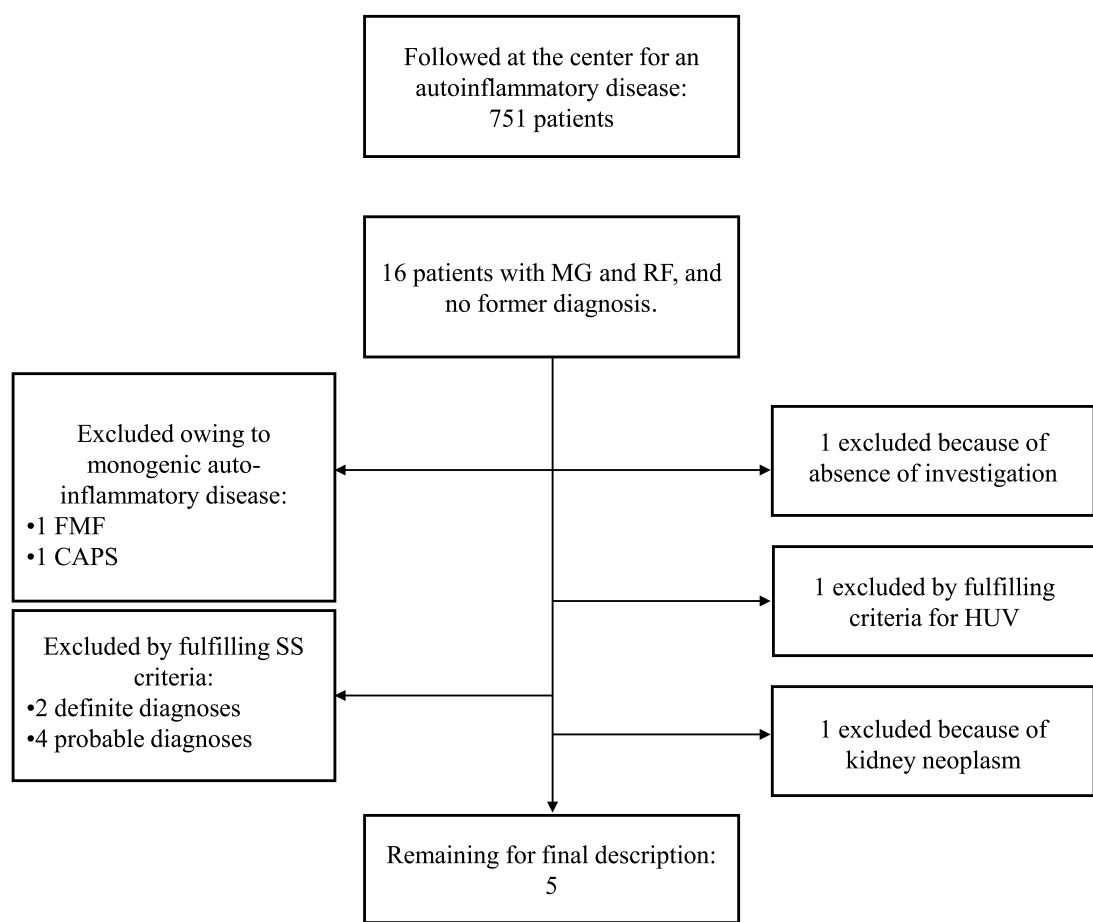 Followed at the center for an
autoinflammatory disease:
751 patients
16 patients with MG and RF, and
no former diagnosis.
Excluded owing to
monogenic auto-
inflammatory disease:
•1 FMF
•1 CAPS
1 excluded because of
absence of investigation
1 excluded by fulfilling
criteria for HUV
Excluded by fulfilling SS
criteria:
•2 definite diagnoses
•4 probable diagnoses
1 excluded because of
kidney neoplasm
Remaining for final description:
5